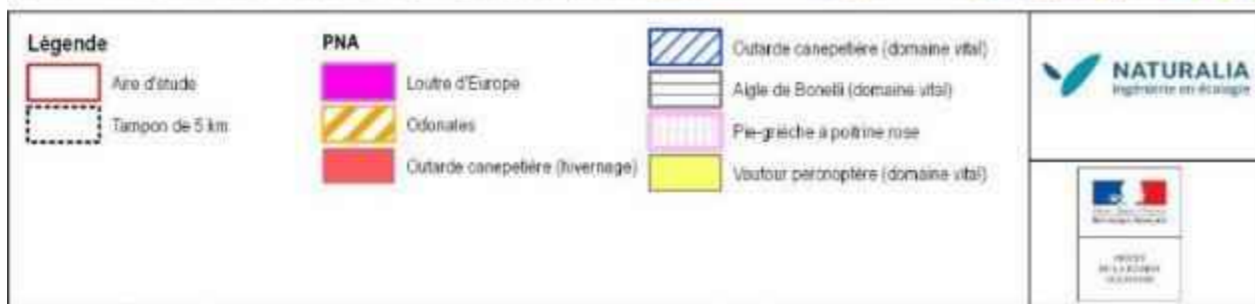 Légende
Aire d'étude
Tampon de 5 km
PNA
Loutre d'Europe
Odonates
Outarde canepetière (hivernage)
Outarde canepetière (domaine vital)
Aigle de Bonelli (domaine vital)
Pie-grièche à poitrine rose
Vautour percnoptère (domaine vital)
NATURALIA
Ingénierie en écologie